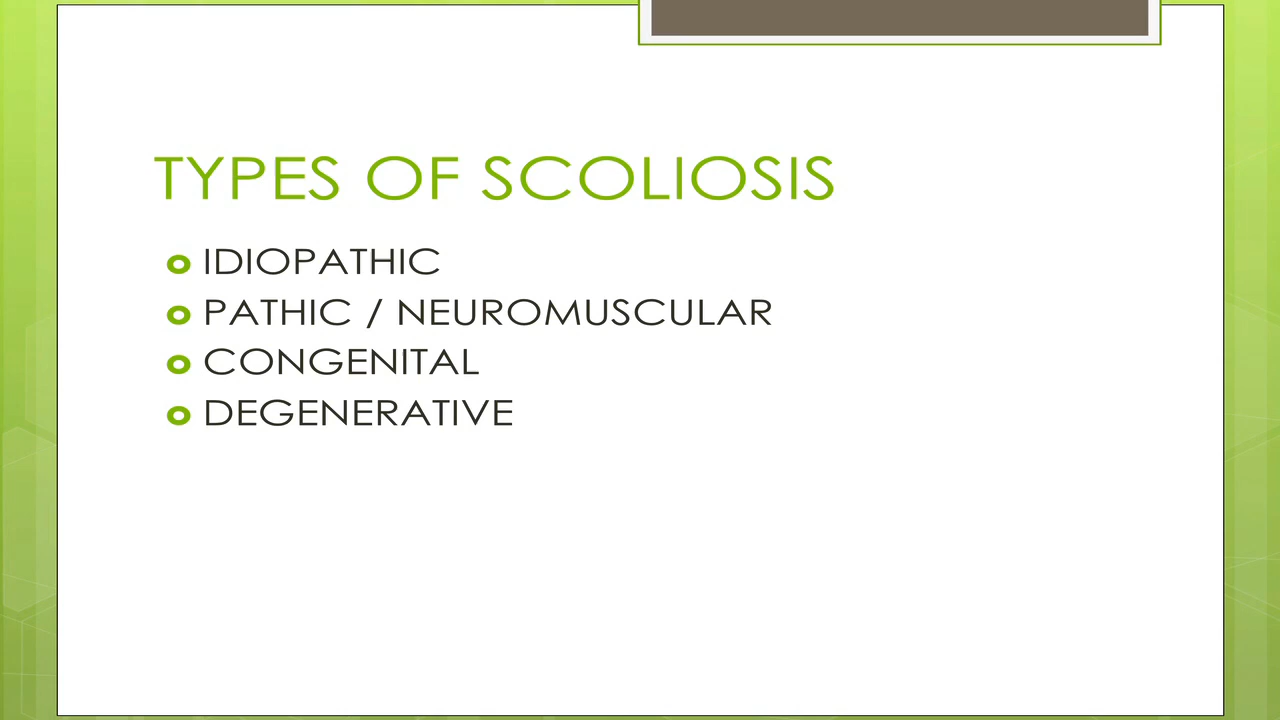 TYPES OF SCOLIOSIS
IDIOPATHIC
PATHIC / NEUROMUSCULAR
CONGENITAL
DEGENERATIVE